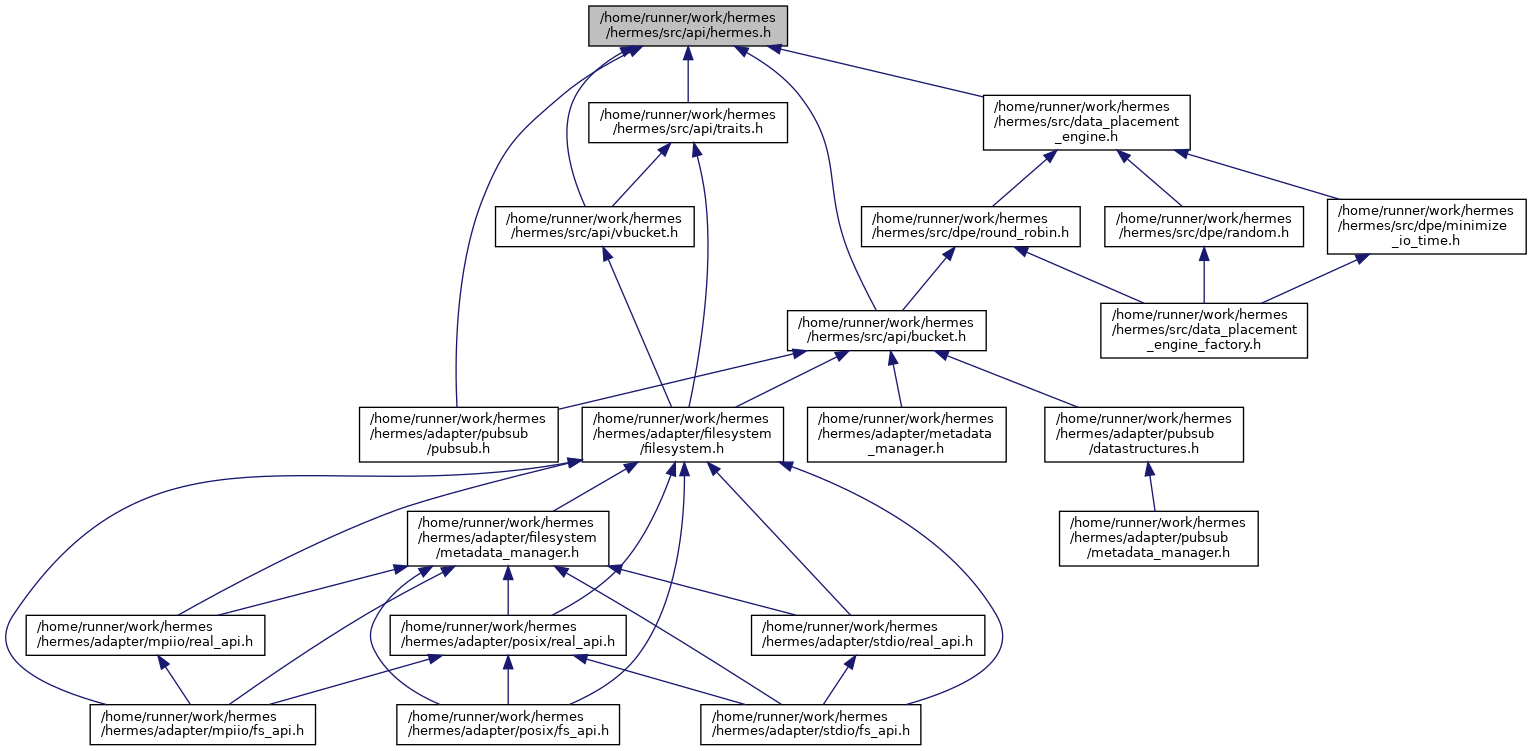 /home/runner/work/hermes
/hermes/src/api/hermes.h
/home/runner/work/hermes
/hermes/src/api/traits.h
/home/runner/work/hermes
/hermes/src/data_placement
_engine.h
/home/runner/work/hermes
/hermes/src/api/vbucket.h
/home/runner/work/hermes
/hermes/src/dpe/round_robin.h
/home/runner/work/hermes
/hermes/src/dpe/random.h
/home/runner/work/hermes
/hermes/src/dpe/minimize
_io_time.h
/home/runner/work/hermes
/hermes/src/api/bucket.h
/home/runner/work/hermes
/hermes/src/data_placement
_engine_factory.h
/home/runner/work/hermes
/hermes/adapter/pubsub
/pubsub.h
/home/runner/work/hermes
/hermes/adapter/filesystem
/filesystem.h
/home/runner/work/hermes
/hermes/adapter/metadata
_manager.h
/home/runner/work/hermes
/hermes/adapter/pubsub
/datastructures.h
/home/runner/work/hermes
/hermes/adapter/filesystem
/metadata_manager.h
/home/runner/work/hermes
/hermes/adapter/pubsub
/metadata_manager.h
/home/runner/work/hermes
/hermes/adapter/mpiio/real_api.h
/home/runner/work/hermes
/hermes/adapter/posix/real_api.h
/home/runner/work/hermes
/hermes/adapter/stdio/real_api.h
/home/runner/work/hermes
/hermes/adapter/mpiio/fs_api.h
/home/runner/work/hermes
/hermes/adapter/posix/fs_api.h
/home/runner/work/hermes
/hermes/adapter/stdio/fs_api.h